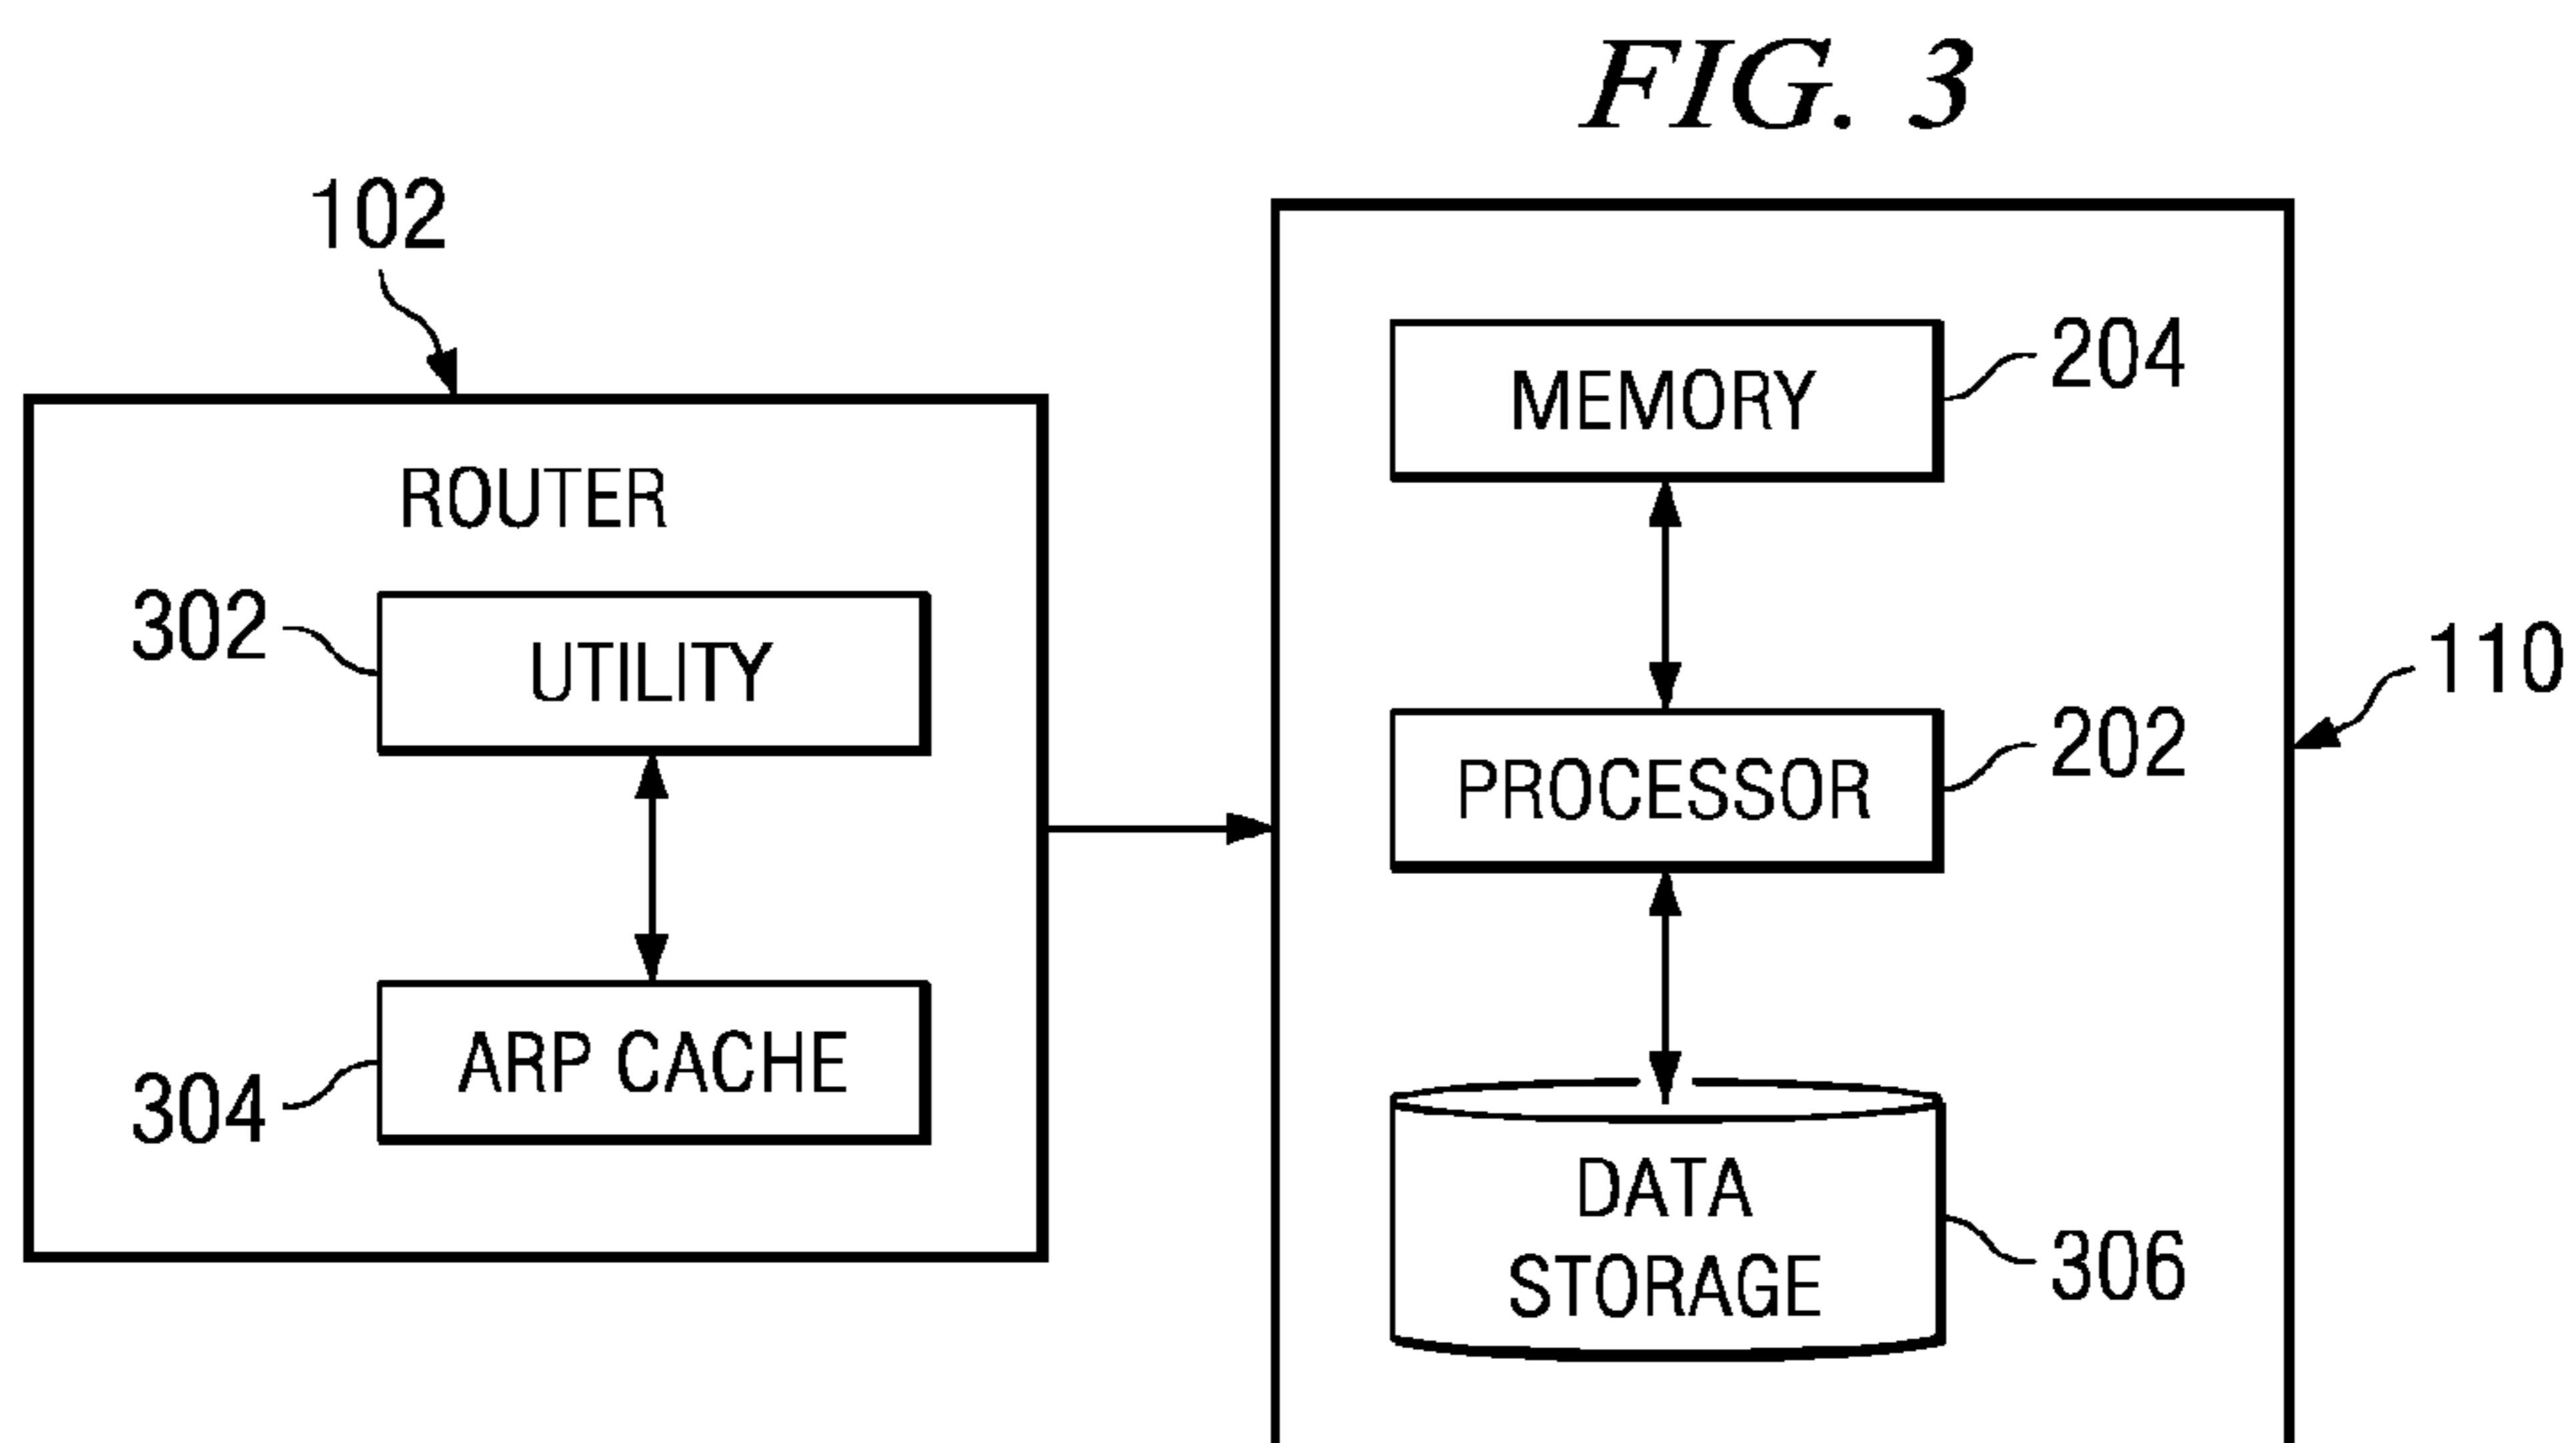 FIG. 3
102
ROUTER
302
UTILITY
304
ARP CACHE
MEMORY
204
PROCESSOR
202
110
DATA
STORAGE
306